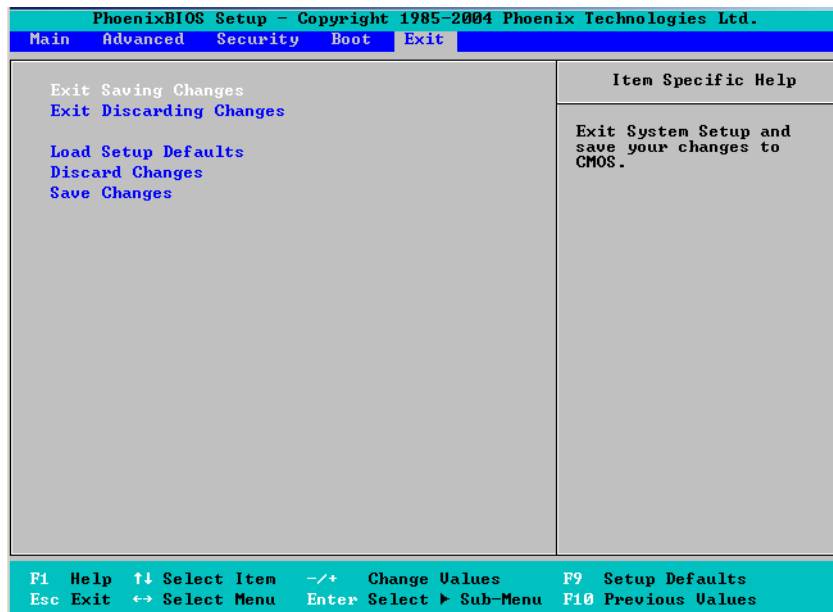 PhoenixBIOS Setup - Copyright 1985-2004 Phoenix Technologies Ltd.
Main Advanced Security Boot Exit
Exit Saving Changes
Exit Discarding Changes
Load Setup Defaults
Discard Changes
Save Changes
Item Specific Help
Exit System Setup and
save your changes to
CMOS.
F1 Help ↑↓ Select Item -/+ Change Values F9 Setup Defaults
Esc Exit ↔ Select Menu Enter Select ▶ Sub-Menu F10 Previous Values